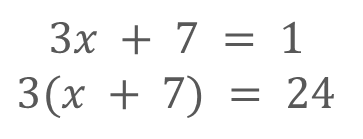 3x + 7 = 1
3(x + 7) = 24